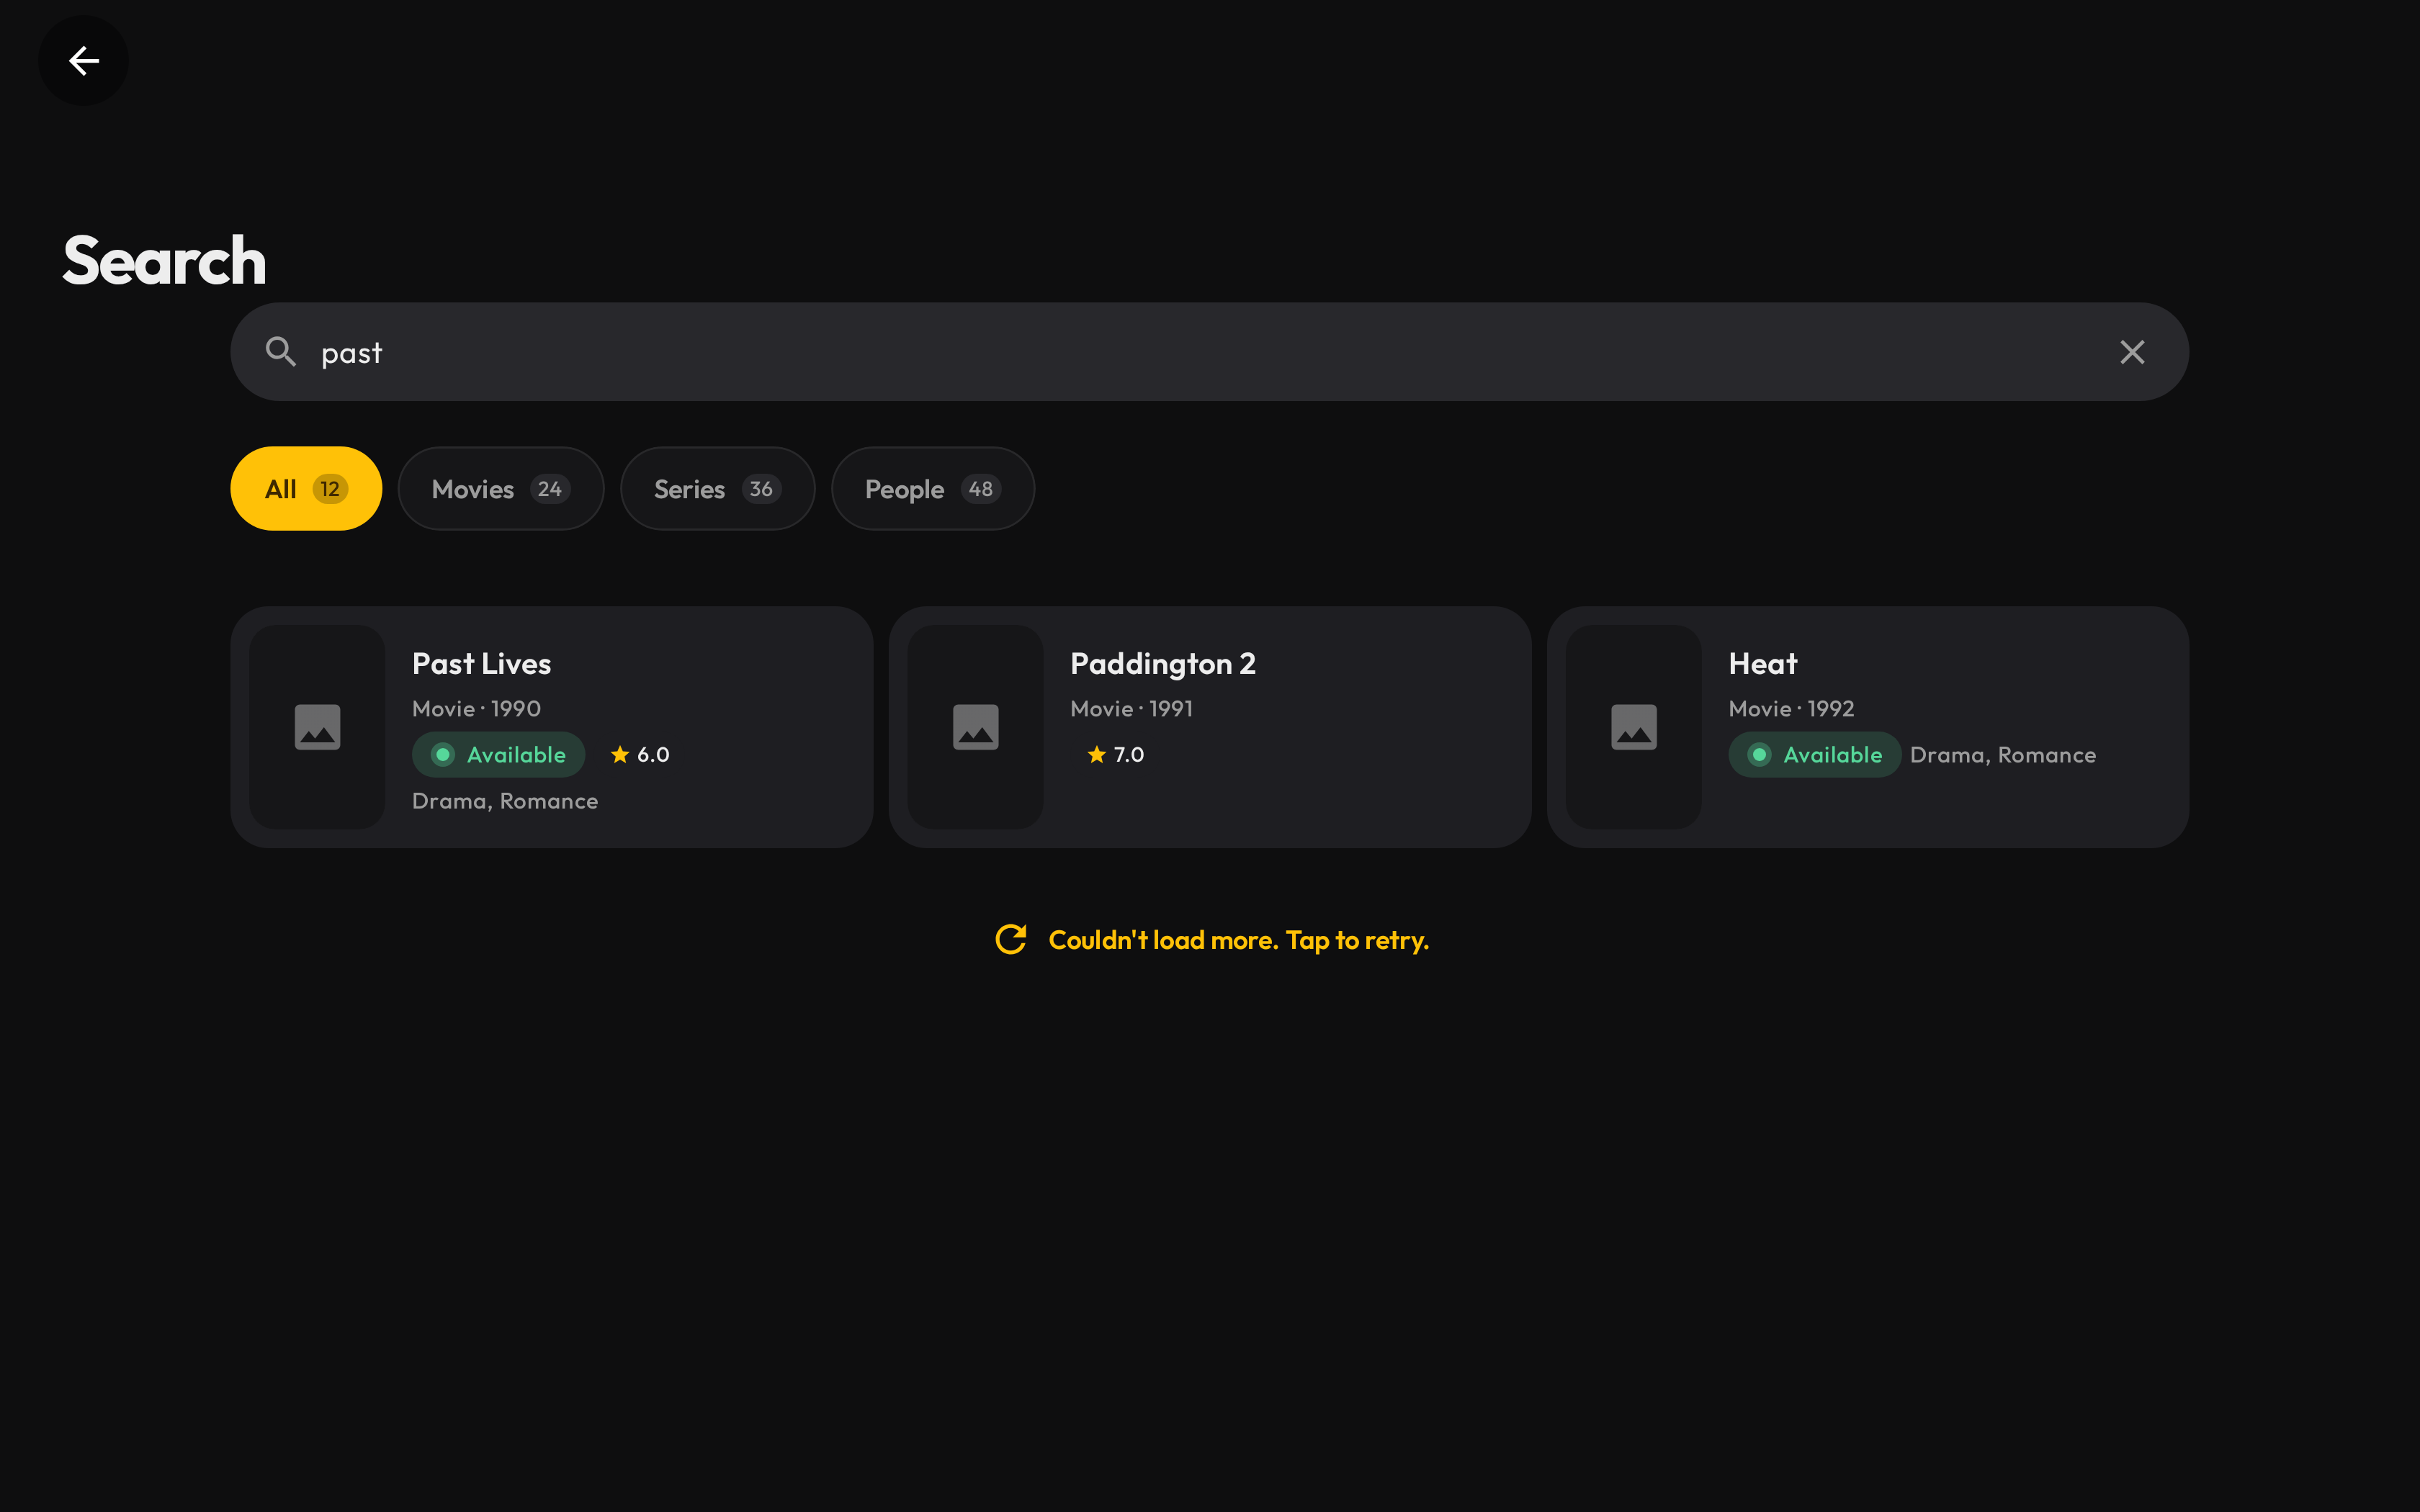 Search
past
All 12 Movies 24 Series 36 People 48
Past Lives
Movie · 1990
Available 6.0
Drama, Romance
Paddington 2
Movie · 1991
7.0
Heat
Movie · 1992
Available Drama, Romance
Couldn't load more. Tap to retry.